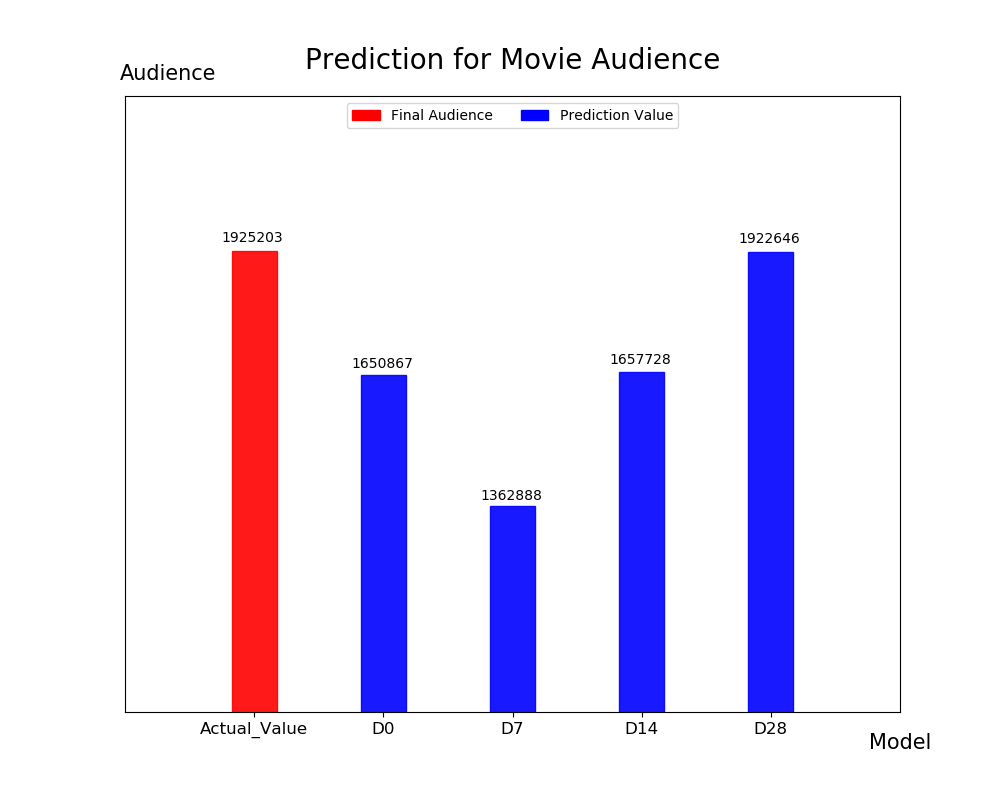 Prediction for Movie Audience
Audience
Final Audience
Prediction Value
1925203
1650867
1362888
1657728
1922646
Actual_Value
D0
D7
D14
D28
Model